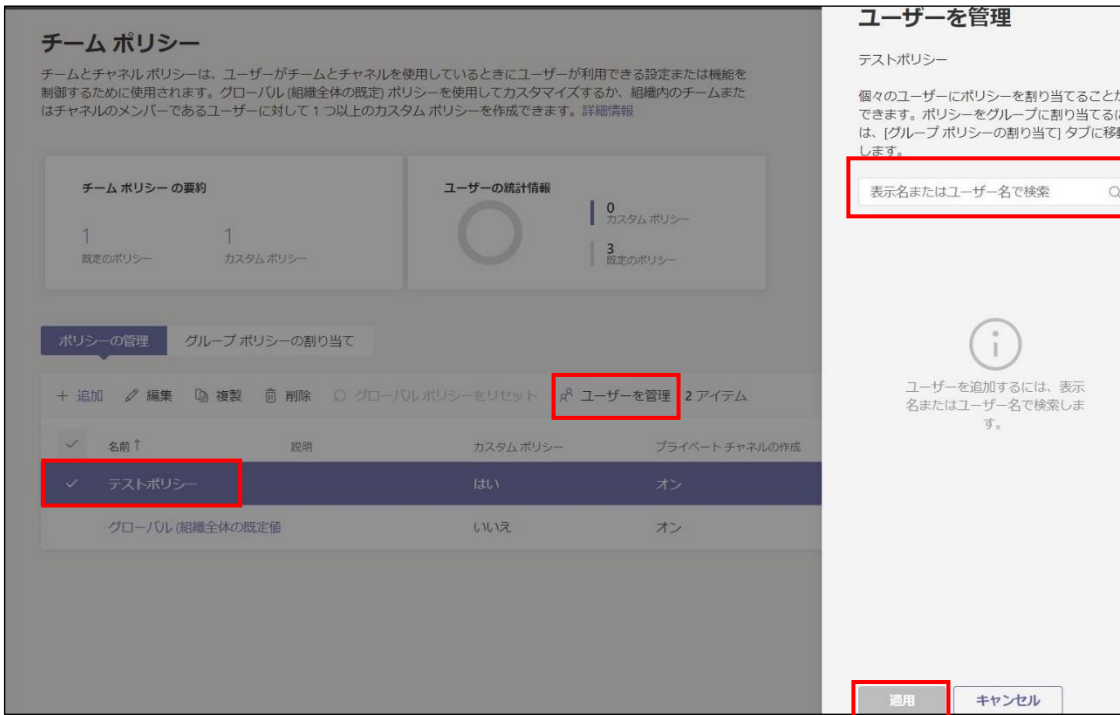 チーム ポリシー
チームとチャネル ポリシーは、ユーザーがチームとチャネルを使用しているときにユーザーが利用できる設定または機能を
制御するために使用されます。グローバル (組織全体の既定) ポリシーを使用してカスタマイズするか、組織内のチームまた
はチャネルのメンバーであるユーザーに対して 1 つ以上のカスタム ポリシーを作成できます。詳細情報
チーム ポリシー の要約
1
既定のポリシー
1
カスタム ポリシー
ユーザーの統計情報
0
カスタム ポリシー
3
既定のポリシー
ポリシーの管理 グループ ポリシーの割り当て
+ 追加 編集 複製 削除 グローバル ポリシーをリセット ユーザーを管理 2 アイテム
名前↑ 説明 カスタム ポリシー プライベート チャネルの作成
テストポリシー はい オン
グローバル (組織全体の既定値 いいえ オン
ユーザーを管理
テストポリシー
個々のユーザーにポリシーを割り当てることが
できます。ポリシーをグループに割り当てるに
は、[グループ ポリシーの割り当て] タブに移動
します。
表示名またはユーザー名で検索
ユーザーを追加するには、表示
名またはユーザー名で検索しま
す。
適用 キャンセル